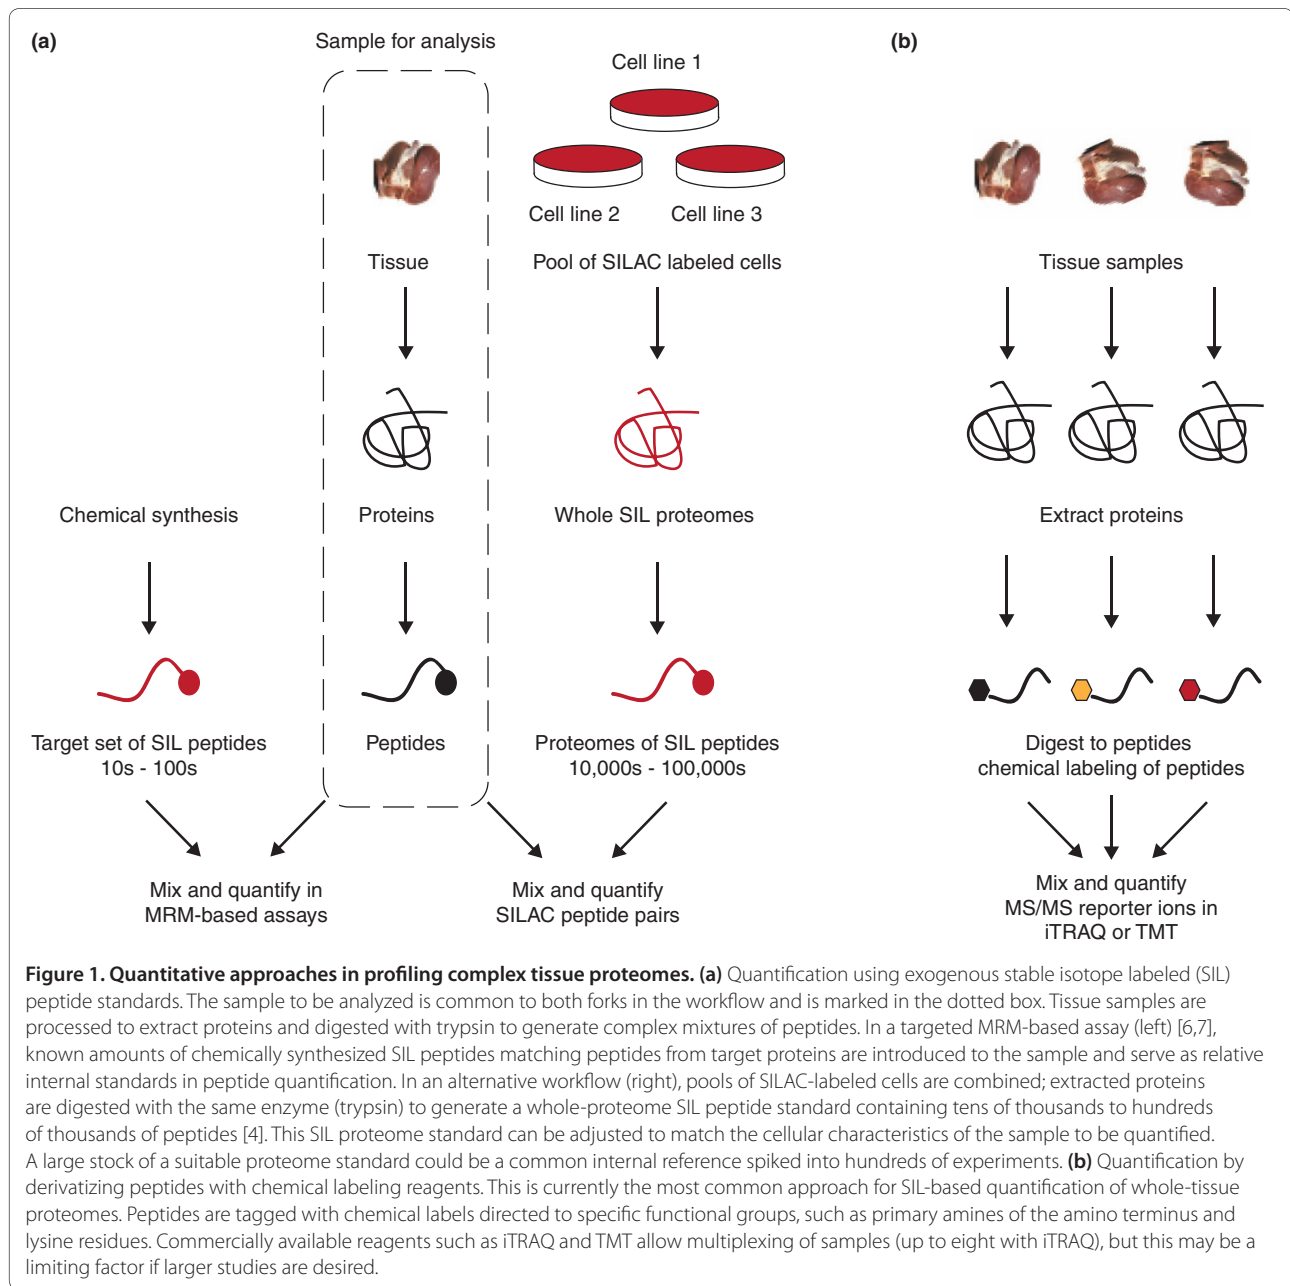 (a)
Sample for analysis
Cell line 1
Cell line 2
Cell line 3
Tissue
Pool of SILAC labeled cells
Chemical synthesis
Proteins
Whole SIL proteomes
Target set of SIL peptides
10s - 100s
Peptides
Proteomes of SIL peptides
10,000s - 100,000s
Mix and quantify in
MRM-based assays
Mix and quantify
SILAC peptide pairs
(b)
Tissue samples
Extract proteins
Digest to peptides
chemical labeling of peptides
Mix and quantify
MS/MS reporter ions in
iTRAQ or TMT
Figure 1. Quantitative approaches in profiling complex tissue proteomes. (a) Quantification using exogenous stable isotope labeled (SIL)
peptide standards. The sample to be analyzed is common to both forks in the workflow and is marked in the dotted box. Tissue samples are
processed to extract proteins and digested with trypsin to generate complex mixtures of peptides. In a targeted MRM-based assay (left) [6,7],
known amounts of chemically synthesized SIL peptides matching peptides from target proteins are introduced to the sample and serve as relative
internal standards in peptide quantification. In an alternative workflow (right), pools of SILAC-labeled cells are combined; extracted proteins
are digested with the same enzyme (trypsin) to generate a whole-proteome SIL peptide standard containing tens of thousands to hundreds
of thousands of peptides [4]. This SIL proteome standard can be adjusted to match the cellular characteristics of the sample to be quantified.
A large stock of a suitable proteome standard could be a common internal reference spiked into hundreds of experiments. (b) Quantification by
derivatizing peptides with chemical labeling reagents. This is currently the most common approach for SIL-based quantification of whole-tissue
proteomes. Peptides are tagged with chemical labels directed to specific functional groups, such as primary amines of the amino terminus and
lysine residues. Commercially available reagents such as iTRAQ and TMT allow multiplexing of samples (up to eight with iTRAQ), but this may be a
limiting factor if larger studies are desired.